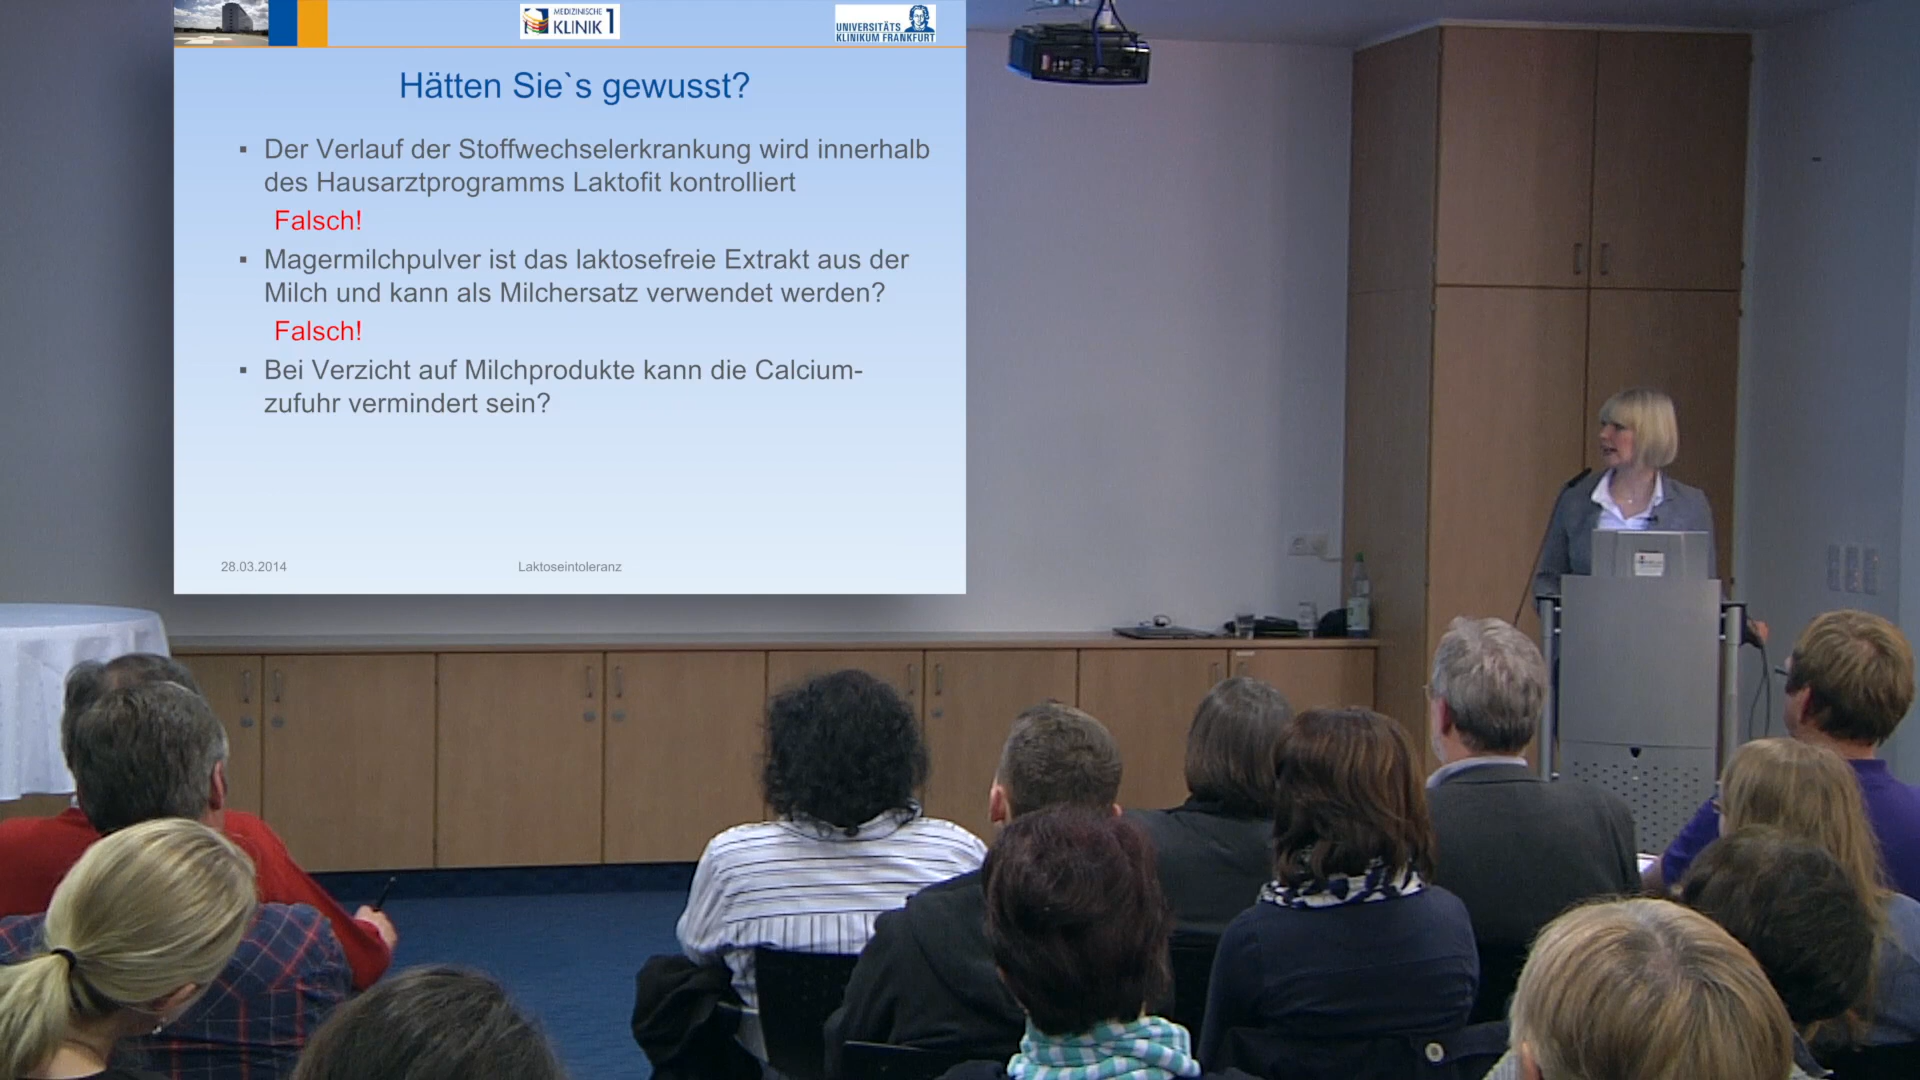 MEDIZINISCHE
KLINIK 1
UNIVERSITÄTS
KLINIKUM FRANKFURT
Hätten Sie`s gewusst?
▪ Der Verlauf der Stoffwechselerkrankung wird innerhalb
des Hausarztprogramms Laktofit kontrolliert
Falsch!
▪ Magermilchpulver ist das laktosefreie Extrakt aus der
Milch und kann als Milchersatz verwendet werden?
Falsch!
▪ Bei Verzicht auf Milchprodukte kann die Calcium-
zufuhr vermindert sein?
28.03.2014
Laktoseintoleranz